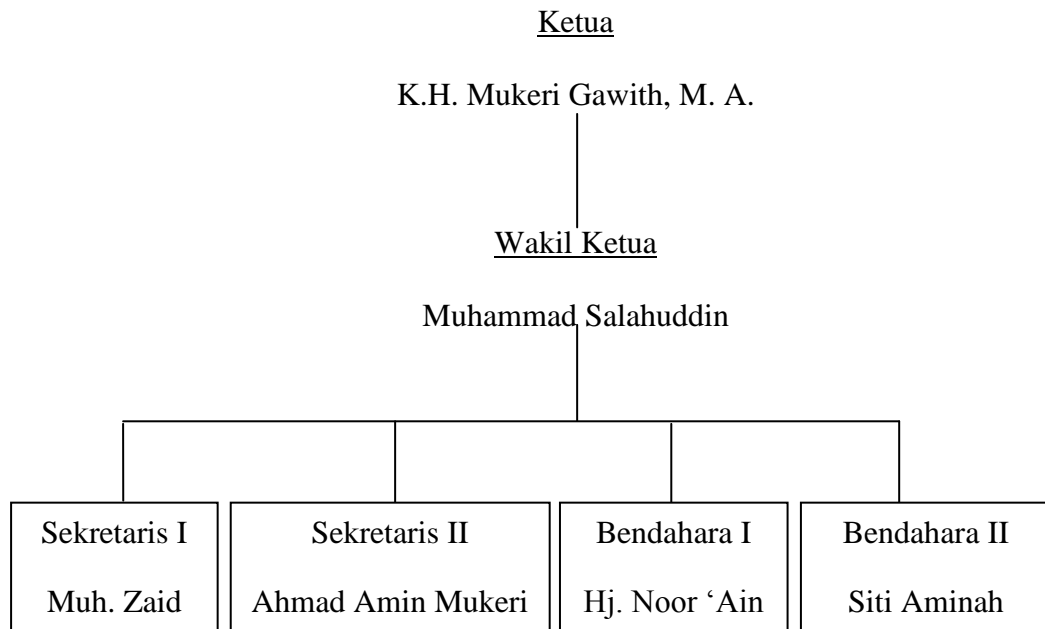 Ketua
K.H. Mukeri Gawith, M. A.
Wakil Ketua
Muhammad Salahuddin
Sekretaris I
Muh. Zaid
Sekretaris II
Ahmad Amin Mukeri
Bendahara I
Hj. Noor ‘Ain
Bendahara II
Siti Aminah